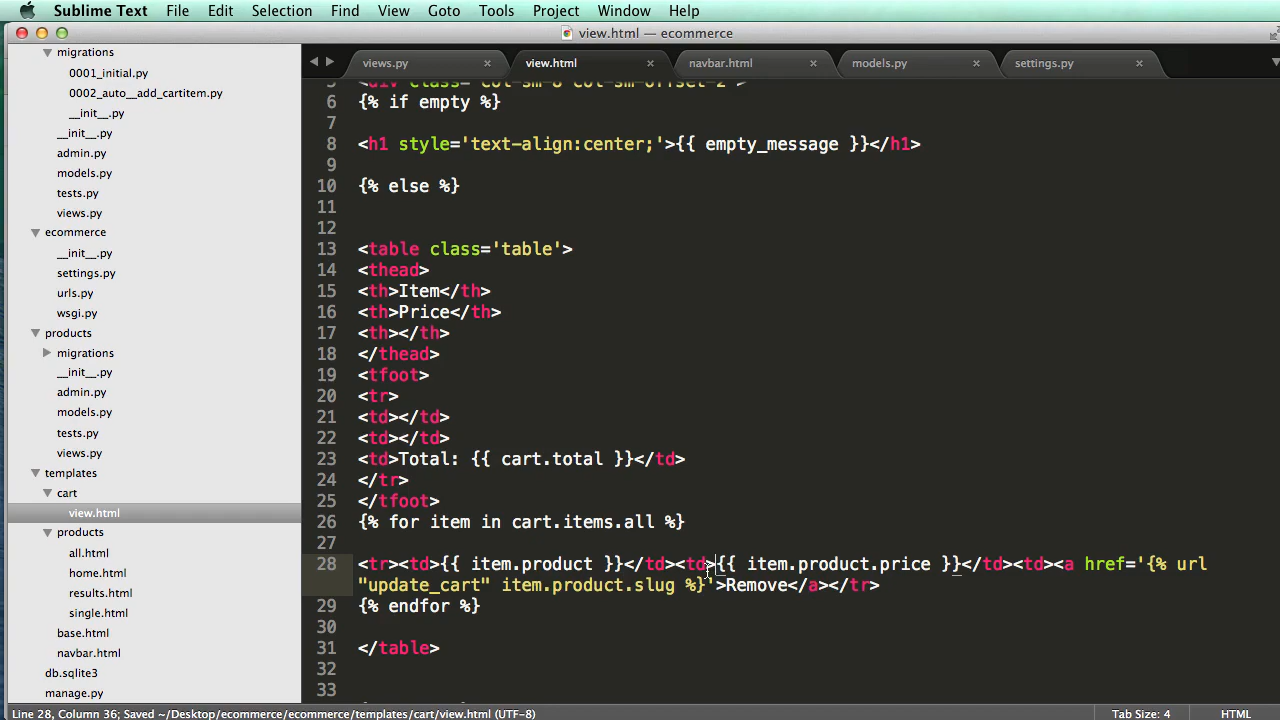 Sublime Text File Edit Selection Find View Goto Tools Project Window Help
view.html — ecommerce
migrations
0001_initial.py
0002_auto__add_cartitem.py
__init__.py
__init__.py
admin.py
models.py
tests.py
views.py
ecommerce
__init__.py
settings.py
urls.py
wsgi.py
products
migrations
__init__.py
admin.py
models.py
tests.py
views.py
templates
cart
view.html
products
all.html
home.html
results.html
single.html
base.html
navbar.html
db.sqlite3
manage.py
views.py × view.html × navbar.html × models.py × settings.py ×
5 <div class='col-sm-8 col-sm-offset-2'>
6 {% if empty %}
7
8 <h1 style='text-align:center;'>{{ empty_message }}</h1>
9
10 {% else %}
11
12
13 <table class='table'>
14 <thead>
15 <th>Item</th>
16 <th>Price</th>
17 <th></th>
18 </thead>
19 <tfoot>
20 <tr>
21 <td></td>
22 <td></td>
23 <td>Total: {{ cart.total }}</td>
24 </tr>
25 </tfoot>
26 {% for item in cart.items.all %}
27
28 <tr><td>{{ item.product }}</td><td>{{ item.product.price }}</td><td><a href='{% url
"update_cart" item.product.slug %}'>Remove</a></tr>
29 {% endfor %}
30
31 </table>
32
33
Line 28, Column 36; Saved ~/Desktop/ecommerce/ecommerce/templates/cart/view.html (UTF-8)
Tab Size: 4 HTML